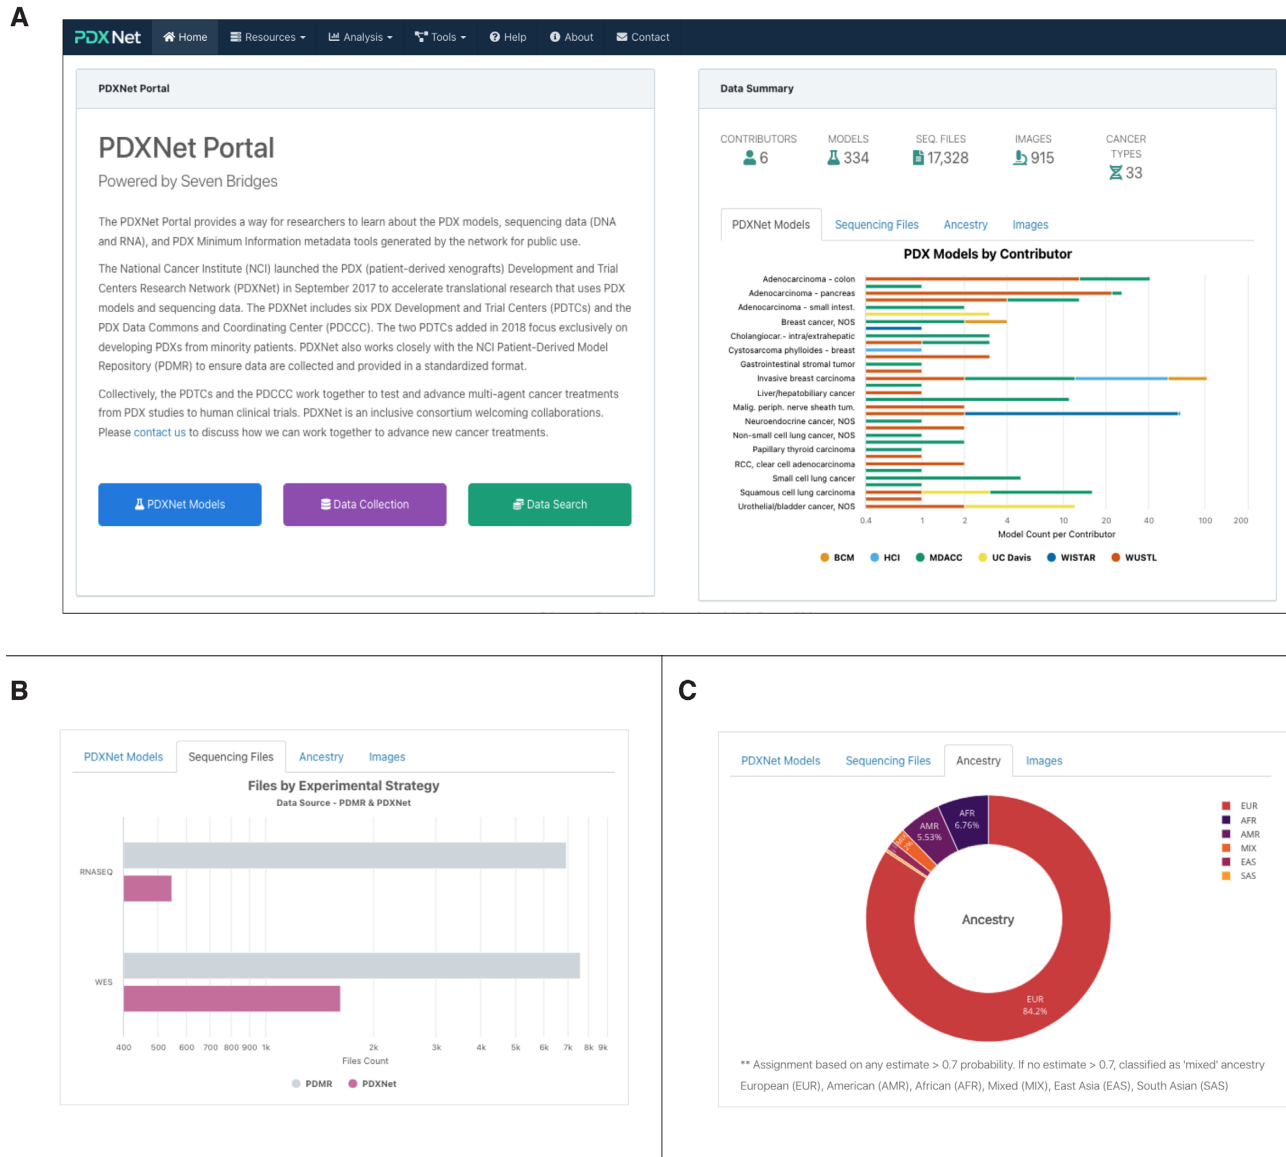 A
PDXNet
Home
Resources
Analysis
Tools
Help
About
Contact
PDXNet Portal
PDXNet Portal
Powered by Seven Bridges
The PDXNet Portal provides a way for researchers to learn about the PDX models, sequencing data (DNA
and RNA), and PDX Minimum Information metadata tools generated by the network for public use.
The National Cancer Institute (NCI) launched the PDX (patient-derived xenografts) Development and Trial
Centers Research Network (PDXNet) in September 2017 to accelerate translational research that uses PDX
models and sequencing data. The PDXNet includes six PDX Development and Trial Centers (PDTCs) and the
PDX Data Commons and Coordinating Center (PDCCC). The two PDTCs added in 2018 focus exclusively on
developing PDXs from minority patients. PDXNet also works closely with the NCI Patient-Derived Model
Repository (PDMR) to ensure data are collected and provided in a standardized format.
Collectively, the PDTCs and the PDCCC work together to test and advance multi-agent cancer treatments
from PDX studies to human clinical trials. PDXNet is an inclusive consortium welcoming collaborations.
Please contact us to discuss how we can work together to advance new cancer treatments.
PDXNet Models
Data Collection
Data Search
Data Summary
CONTRIBUTORS
6
MODELS
334
SEQ. FILES
17,328
IMAGES
915
CANCER
TYPES
33
PDXNet Models
Sequencing Files
Ancestry
Images
PDX Models by Contributor
Adenocarcinoma - colon
Adenocarcinoma - pancreas
Adenocarcinoma - small intest.
Breast cancer, NOS
Cholangiocar.- intra/extrahepatic
Cystosarcoma phylloides - breast
Gastrointestinal stromal tumor
Invasive breast carcinoma
Liver/hepatobiliary cancer
Malig. periph. nerve sheath tum.
Neuroendocrine cancer, NOS
Non-small cell lung cancer, NOS
Papillary thyroid carcinoma
RCC, clear cell adenocarcinoma
Small cell lung cancer
Squamous cell lung carcinoma
Urothelial/bladder cancer, NOS
0.4 1 2 4 10 20 40 100 200
Model Count per Contributor
BCM HCI MDACC UC Davis WISTAR WUSTL
B
PDXNet Models
Sequencing Files
Ancestry
Images
Files by Experimental Strategy
Data Source - PDMR & PDXNet
RNASEQ
WES
400 500 600 700 800 900 1k 2k 3k 4k 5k 6k 7k 8k 9k
Files Count
PDMR PDXNet
C
PDXNet Models
Sequencing Files
Ancestry
Images
AFR
6.76%
AMR
5.53%
Ancestry
EUR
84.2%
EUR
AFR
AMR
MIX
EAS
SAS
** Assignment based on any estimate > 0.7 probability. If no estimate > 0.7, classified as 'mixed' ancestry
European (EUR), American (AMR), African (AFR), Mixed (MIX), East Asia (EAS), South Asian (SAS)